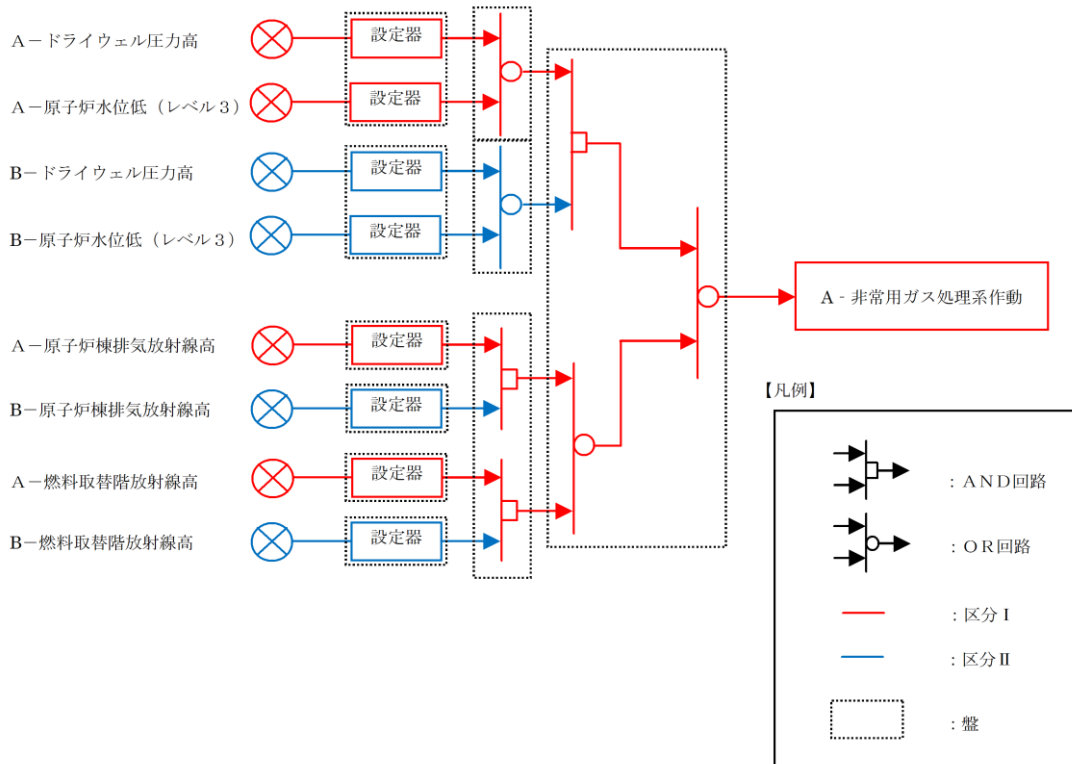 A－ドライウェル圧力高
設定器
A－原子炉水位低（レベル３）
設定器
B－ドライウェル圧力高
設定器
B－原子炉水位低（レベル３）
設定器
A－原子炉棟排気放射線高
設定器
B－原子炉棟排気放射線高
設定器
A－燃料取替階放射線高
設定器
B－燃料取替階放射線高
設定器
A‐非常用ガス処理系作動
【凡例】
：ＡＮＤ回路
：ＯＲ回路
：区分Ⅰ
：区分Ⅱ
：盤